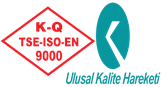 K-Q
TSE-ISO-EN
9000
Ulusal Kalite Hareketi